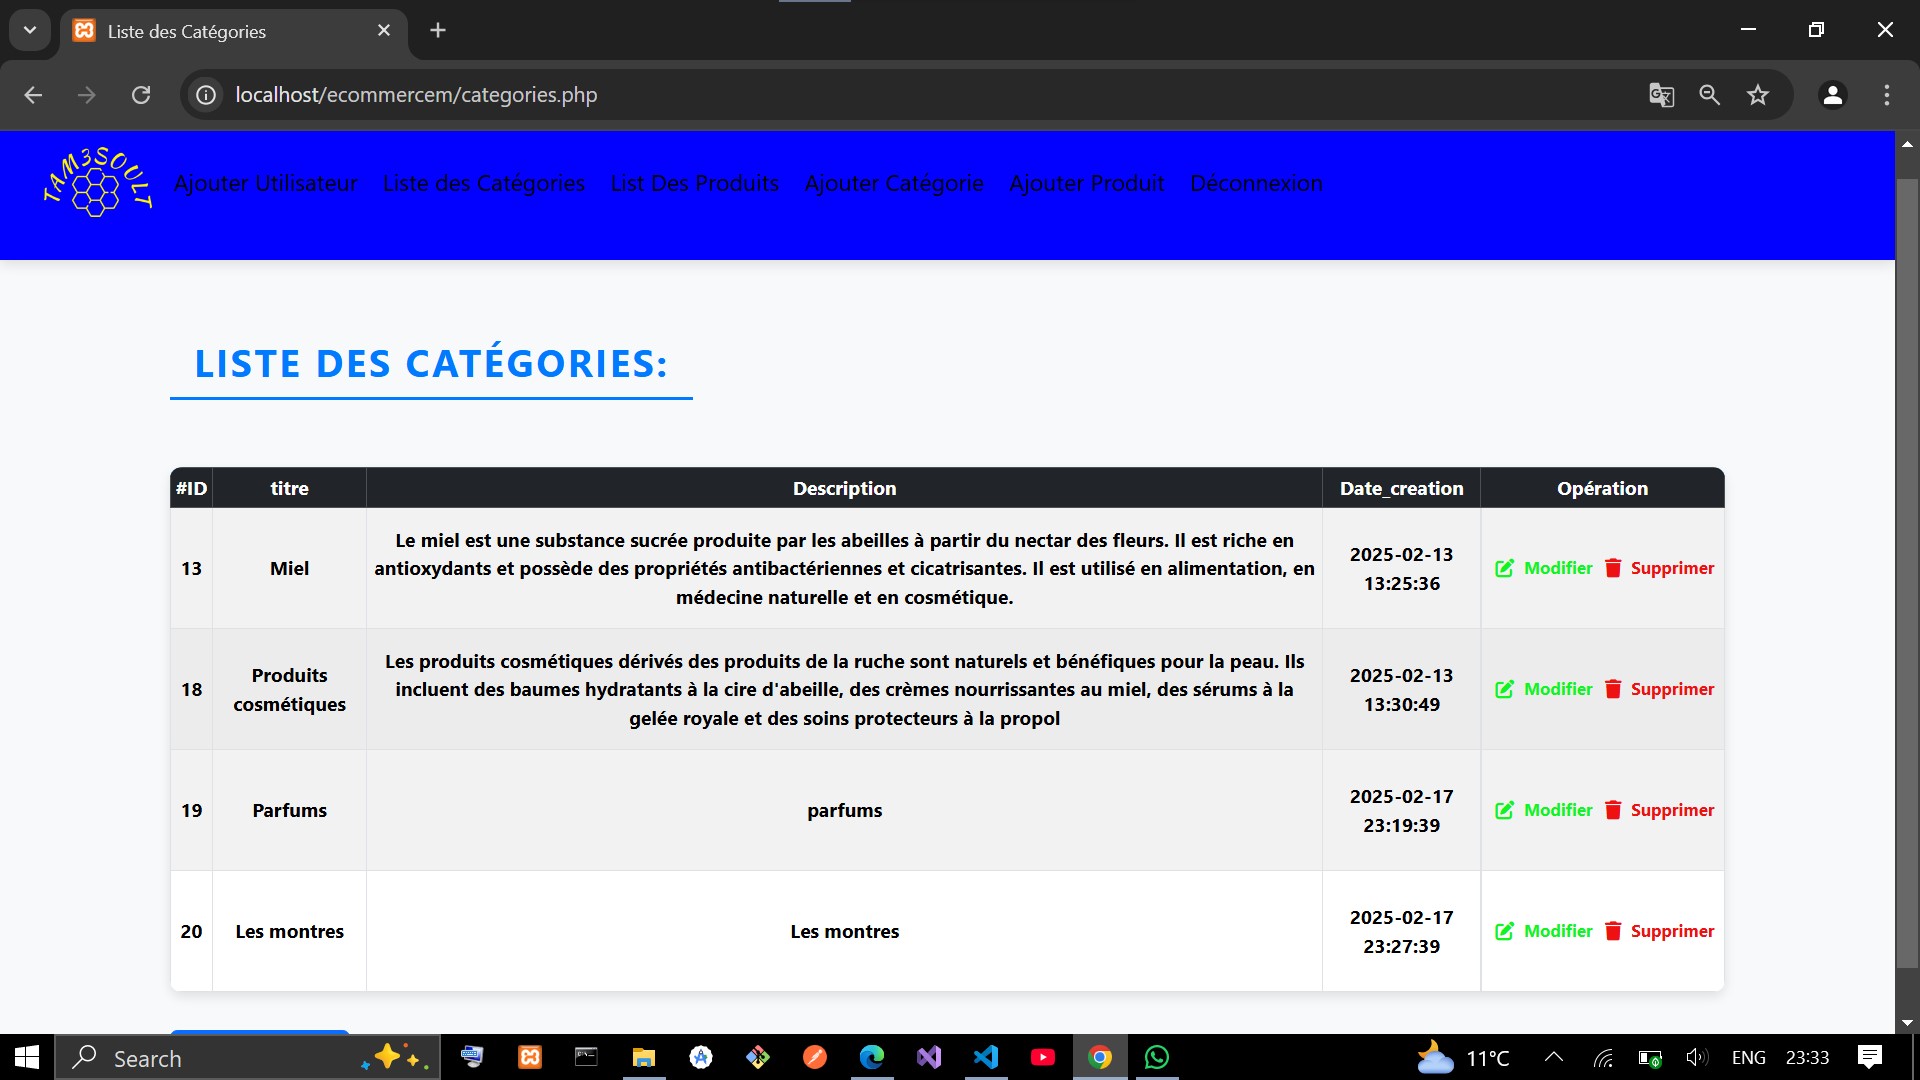 Liste des Catégories
localhost/ecommercem/categories.php
TAM3SOULT
Ajouter Utilisateur Liste des Catégories List Des Produits Ajouter Catégorie Ajouter Produit Déconnexion
LISTE DES CATÉGORIES:
#ID titre Description Date_creation Opération
13 Miel Le miel est une substance sucrée produite par les abeilles à partir du nectar des fleurs. Il est riche en
antioxydants et possède des propriétés antibactériennes et cicatrisantes. Il est utilisé en alimentation, en
médecine naturelle et en cosmétique.
2025-02-13
13:25:36
Modifier Supprimer
18 Produits
cosmétiques
Les produits cosmétiques dérivés des produits de la ruche sont naturels et bénéfiques pour la peau. Ils
incluent des baumes hydratants à la cire d'abeille, des crèmes nourrissantes au miel, des sérums à la
gelée royale et des soins protecteurs à la propol
2025-02-13
13:30:49
Modifier Supprimer
19 Parfums parfums
2025-02-17
23:19:39
Modifier Supprimer
20 Les montres Les montres
2025-02-17
23:27:39
Modifier Supprimer
Search 11°C ENG 23:33